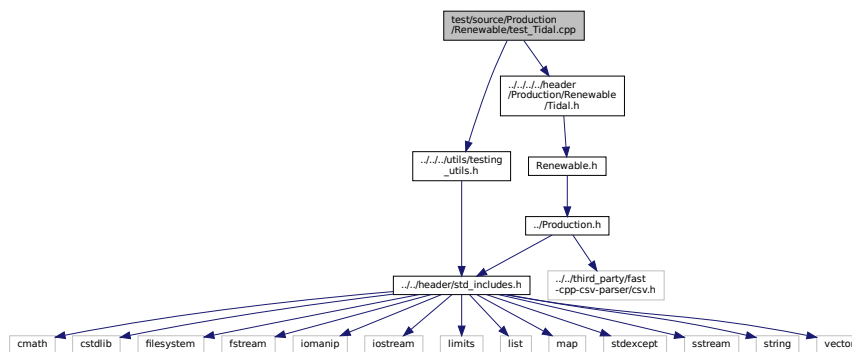 test/source/Production
/Renewable/test_Tidal.cpp
../../../../header
/Production/Renewable
/Tidal.h
../../../utils/testing
_utils.h
Renewable.h
../Production.h
../../header/std_includes.h
../../third_party/fast
-cpp-csv-parser/csv.h
cmath
cstdlib
filesystem
fstream
iomanip
iostream
limits
list
map
stdexcept
sstream
string
vector